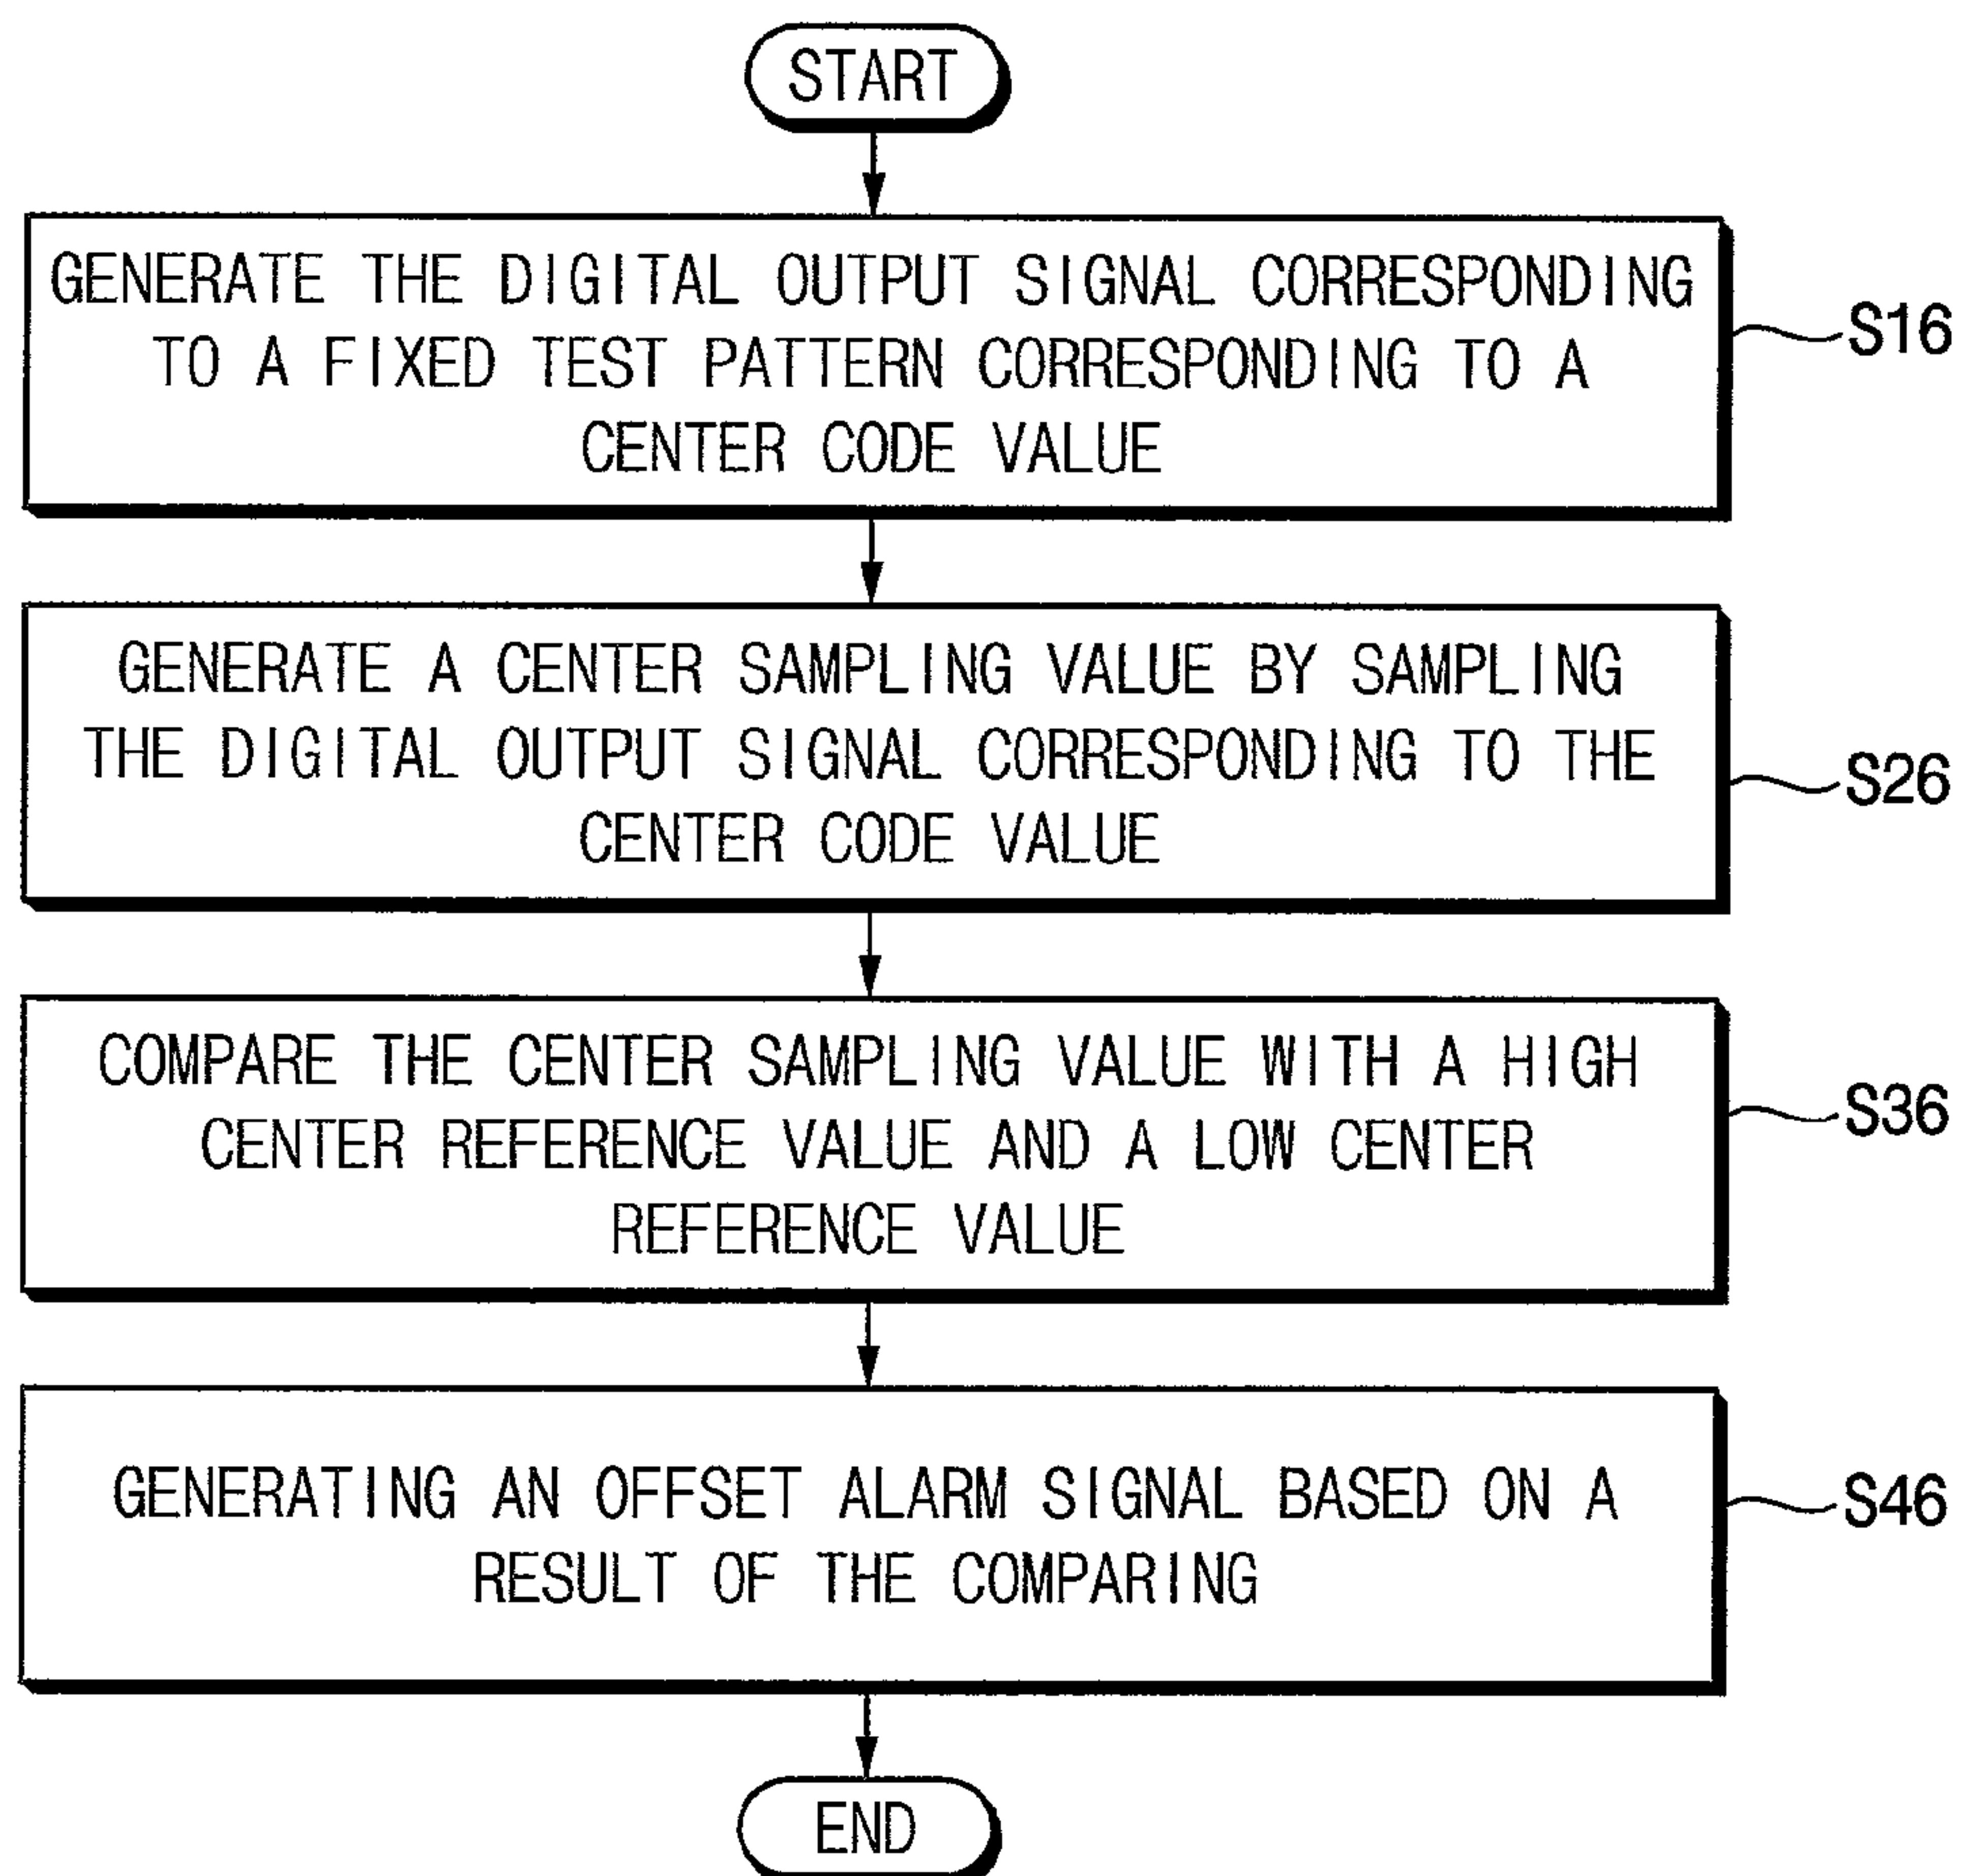 START
GENERATE THE DIGITAL OUTPUT SIGNAL CORRESPONDING
TO A FIXED TEST PATTERN CORRESPONDING TO A
CENTER CODE VALUE
S16
GENERATE A CENTER SAMPLING VALUE BY SAMPLING
THE DIGITAL OUTPUT SIGNAL CORRESPONDING TO THE
CENTER CODE VALUE
S26
COMPARE THE CENTER SAMPLING VALUE WITH A HIGH
CENTER REFERENCE VALUE AND A LOW CENTER
REFERENCE VALUE
S36
GENERATING AN OFFSET ALARM SIGNAL BASED ON A
RESULT OF THE COMPARING
S46
END